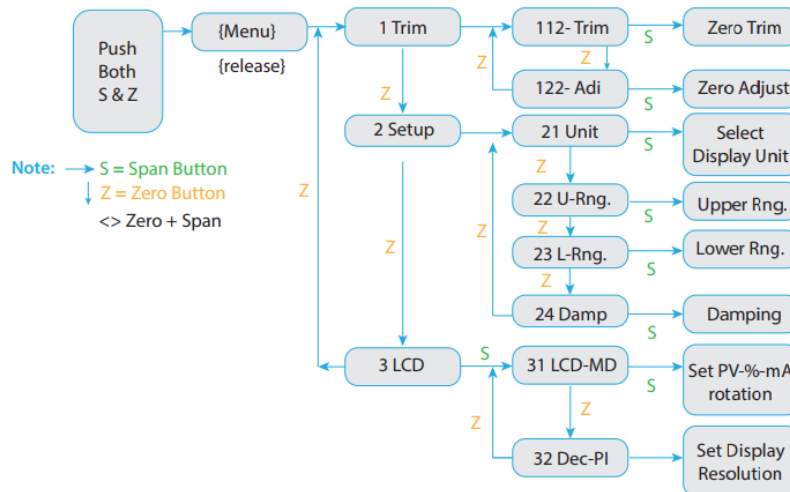 Push
Both
S & Z
{Menu}
{release}
1 Trim
112- Trim
S
Zero Trim
Z
Z
Z
122- Adi
S
Zero Adjust
2 Setup
21 Unit
S
Select
Display Unit
Note:
S = Span Button
Z = Zero Button
<> Zero + Span
Z
Z
22 U-Rng.
S
Upper Rng.
Z
Z
Z
23 L-Rng.
S
Lower Rng.
Z
24 Damp
S
Damping
3 LCD
S
31 LCD-MD
S
Set PV-%-mA
rotation
Z
Z
32 Dec-PI
Set Display
Resolution